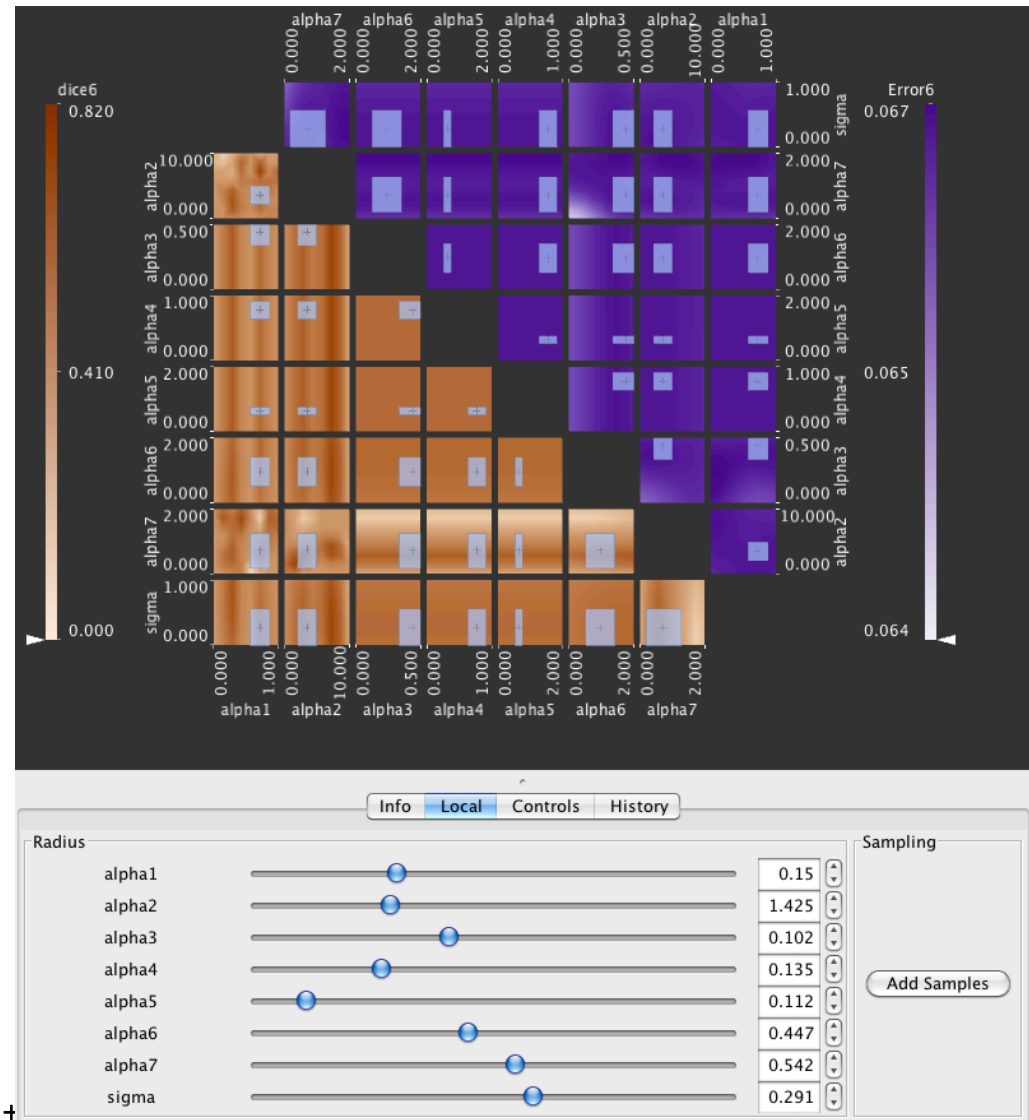 alpha7 alpha6 alpha5 alpha4 alpha3 alpha2 alpha1
0.000 2.000 0.000 2.000 0.000 2.000 0.000 1.000 0.000 0.500 0.000 10.000 0.000 1.000
dice6
0.820
0.410
0.000
Error6
0.067
0.065
0.064
1.000
0.000
sigma
2.000
0.000
alpha7
2.000
0.000
alpha6
2.000
0.000
alpha5
1.000
0.000
alpha4
0.500
0.000
alpha3
10.000
0.000
alpha2
alpha2
10.000
0.000
alpha3
0.500
0.000
alpha4
1.000
0.000
alpha5
2.000
0.000
alpha6
2.000
0.000
alpha7
2.000
0.000
sigma
1.000
0.000
0.000 1.000 0.000 10.000 0.000 0.500 0.000 1.000 0.000 2.000 0.000 2.000 0.000 2.000
alpha1 alpha2 alpha3 alpha4 alpha5 alpha6 alpha7
Info Local Controls History
Radius
alpha1 0.15
alpha2 1.425
alpha3 0.102
alpha4 0.135
alpha5 0.112
alpha6 0.447
alpha7 0.542
sigma 0.291
Sampling
Add Samples